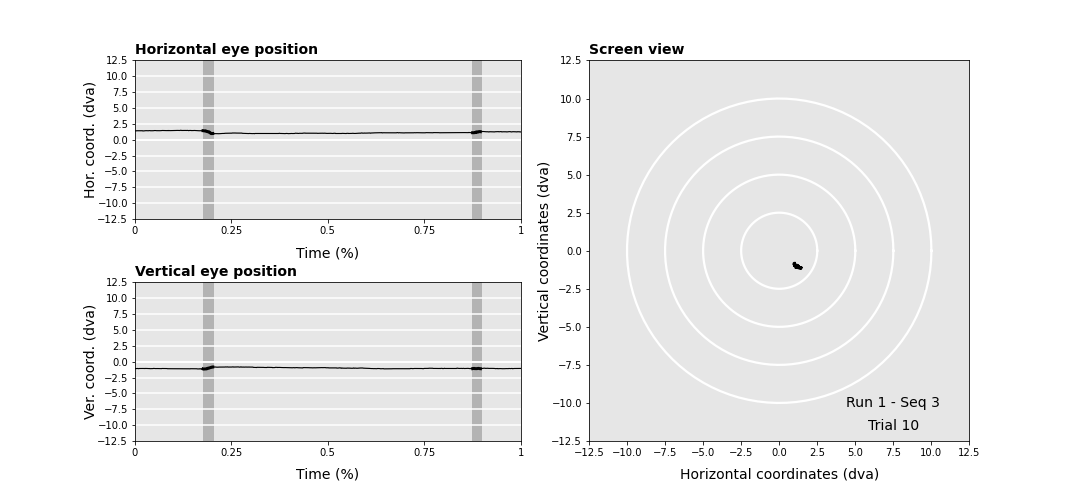 Horizontal eye position
12.5
10.0
7.5
5.0
2.5
0.0
−2.5
−5.0
−7.5
−10.0
−12.5
Hor. coord. (dva)
0 0.25 0.5 0.75 1
Time (%)
Vertical eye position
12.5
10.0
7.5
5.0
2.5
0.0
−2.5
−5.0
−7.5
−10.0
−12.5
Ver. coord. (dva)
0 0.25 0.5 0.75 1
Time (%)
Screen view
12.5
10.0
7.5
5.0
2.5
0.0
−2.5
−5.0
−7.5
−10.0
−12.5
Vertical coordinates (dva)
Run 1 - Seq 3
Trial 10
−12.5 −10.0 −7.5 −5.0 −2.5 0.0 2.5 5.0 7.5 10.0 12.5
Horizontal coordinates (dva)